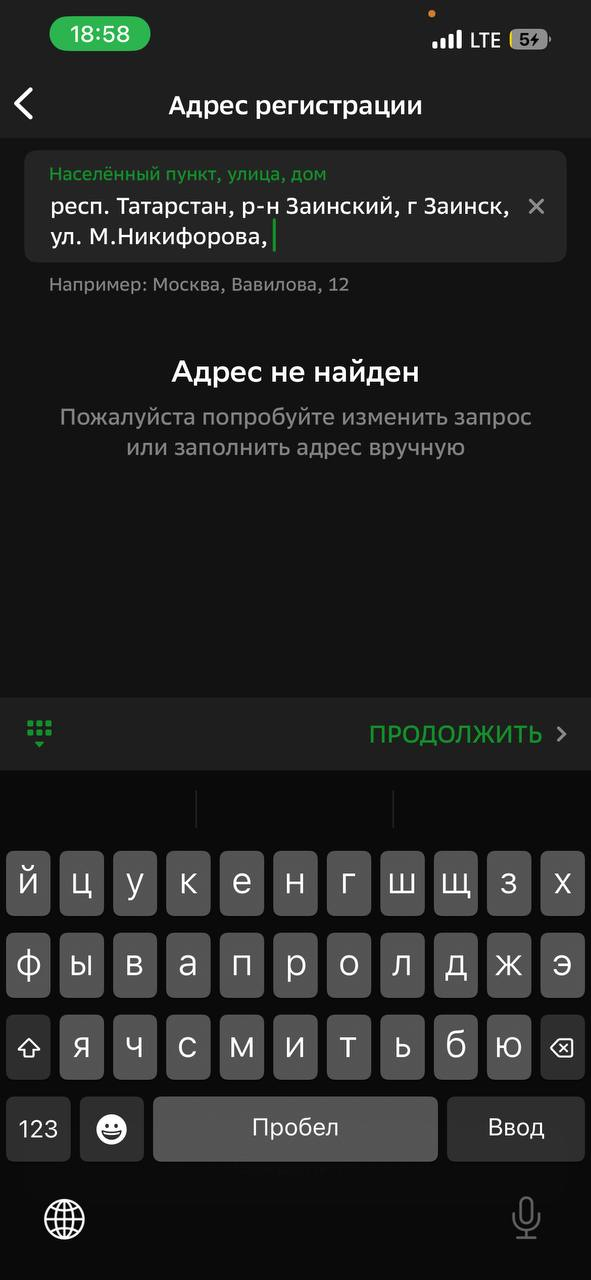 18:58
LTE 5
Адрес регистрации
Населённый пункт, улица, дом
респ. Татарстан, р-н Заинский, г Заинск,
ул. М.Никифорова,
Например: Москва, Вавилова, 12
Адрес не найден
Пожалуйста попробуйте изменить запрос
или заполнить адрес вручную
ПРОДОЛЖИТЬ
й ц у к е н г ш щ з х
ф ы в а п р о л д ж э
я ч с м и т ь б ю
123 Пробел Ввод